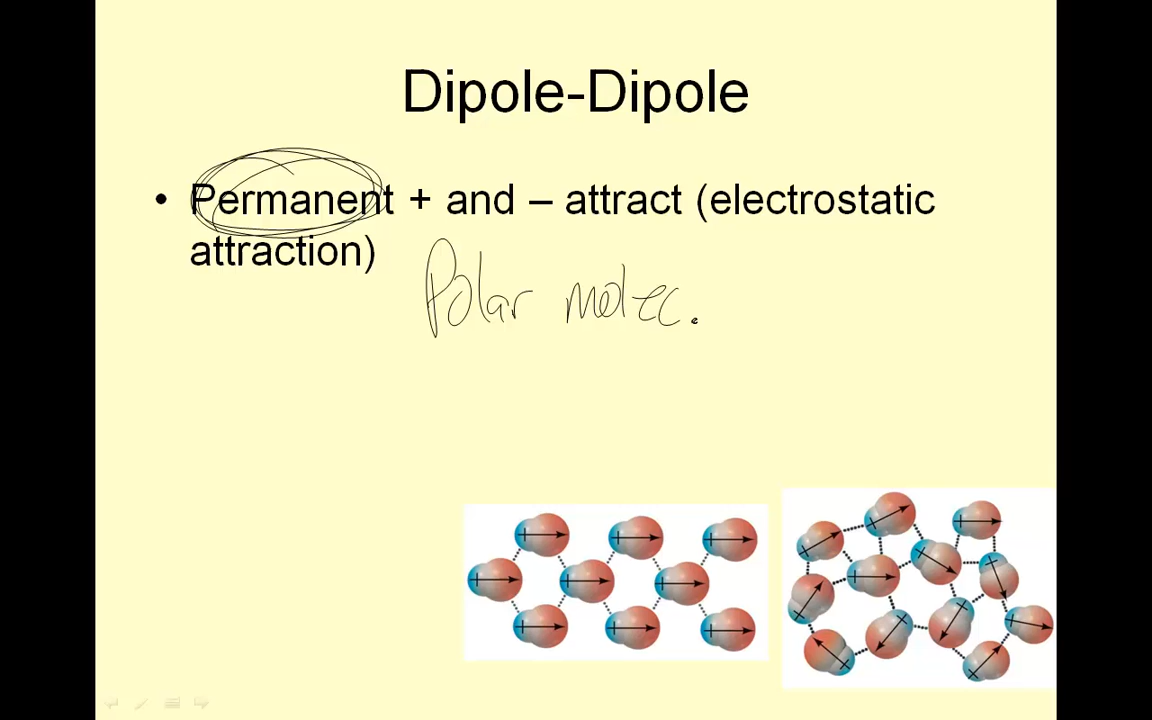 Dipole-Dipole
• Permanent + and – attract (electrostatic
attraction)
Polar molec.